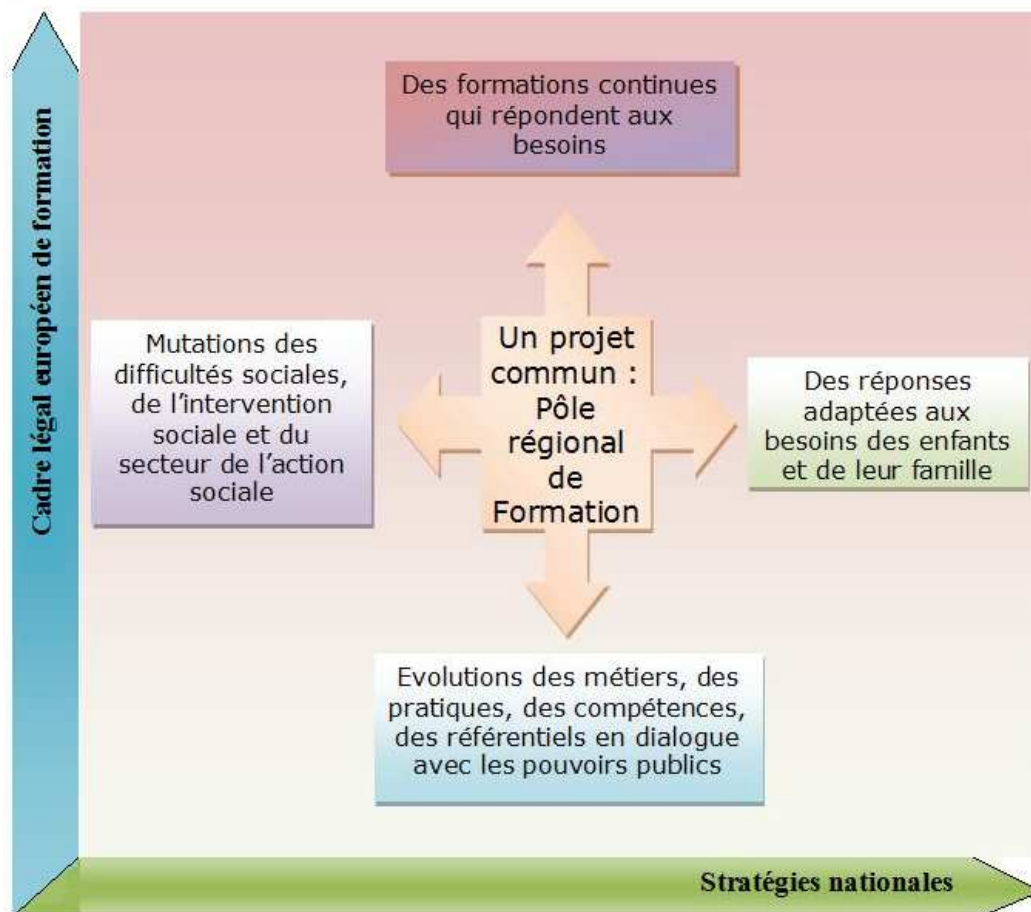 Cadre légal européen de formation
Des formations continues
qui répondent aux
besoins
Mutations des
difficultés sociales,
de l'intervention
sociale et du
secteur de l'action
sociale
Un projet
commun :
Pôle
régional
de
Formation
Des réponses
adaptées aux
besoins des enfants
et de leur famille
Evolutions des métiers, des
pratiques, des compétences,
des référentiels en dialogue
avec les pouvoirs publics
Stratégies nationales